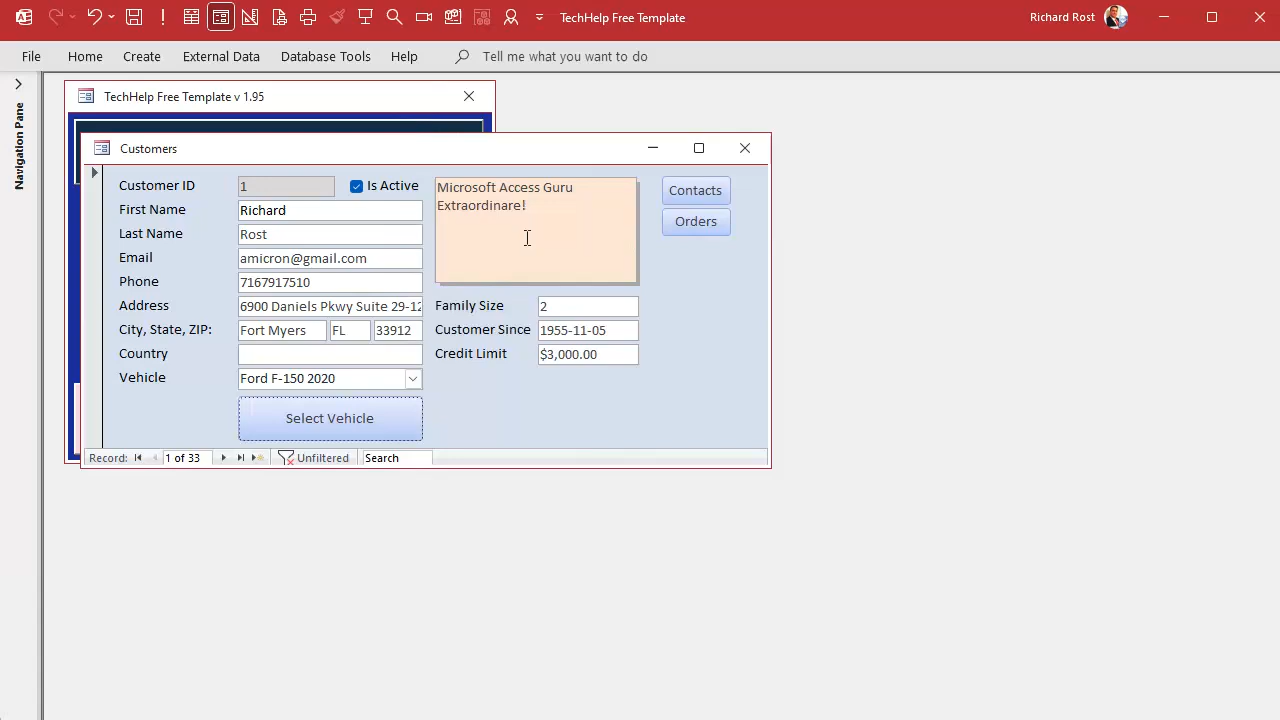 TechHelp Free Template
Richard Rost
File
Home
Create
External Data
Database Tools
Help
Tell me what you want to do
Navigation Pane
TechHelp Free Template v 1.95
Customers
Customer ID
1
Is Active
First Name
Richard
Last Name
Rost
Email
amicron@gmail.com
Phone
7167917510
Address
6900 Daniels Pkwy Suite 29-12
City, State, ZIP:
Fort Myers
FL
33912
Country
Vehicle
Ford F-150 2020
Select Vehicle
Microsoft Access Guru
Extraordinare!
Family Size
2
Customer Since
1955-11-05
Credit Limit
$3,000.00
Contacts
Orders
Record:
1 of 33
Unfiltered
Search